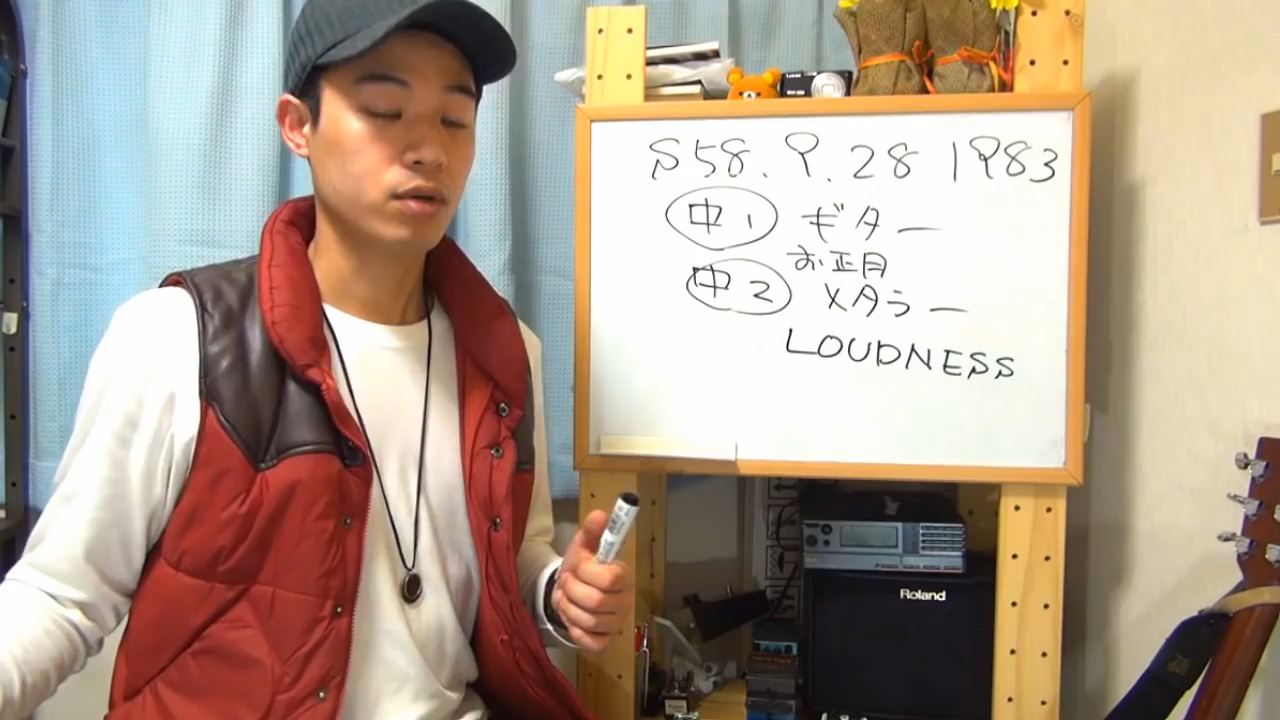 S58.9.28 1983
中1 ギター
お正月
中2 メタラー
LOUDNESS
Roland